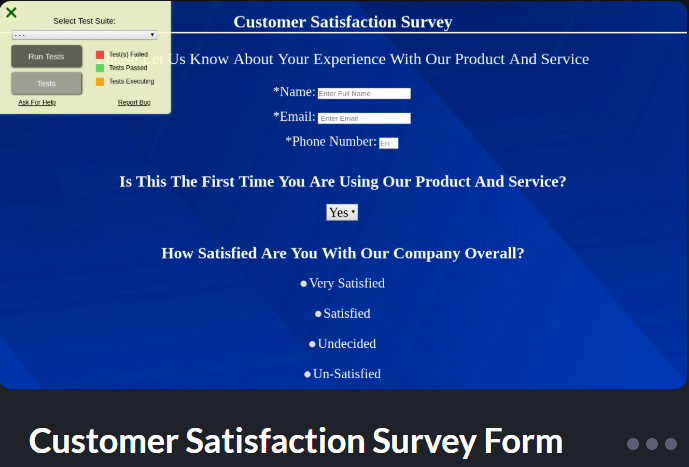 Select Test Suite:
- - -
Run Tests
Tests
Test(s) Failed
Tests Passed
Tests Executing
Ask For Help
Report Bug
Customer Satisfaction Survey
Us Know About Your Experience With Our Product And Service
*Name: Enter Full Name
*Email: Enter Email
*Phone Number: En
Is This The First Time You Are Using Our Product And Service?
Yes
How Satisfied Are You With Our Company Overall?
Very Satisfied
Satisfied
Undecided
Un-Satisfied
Customer Satisfaction Survey Form